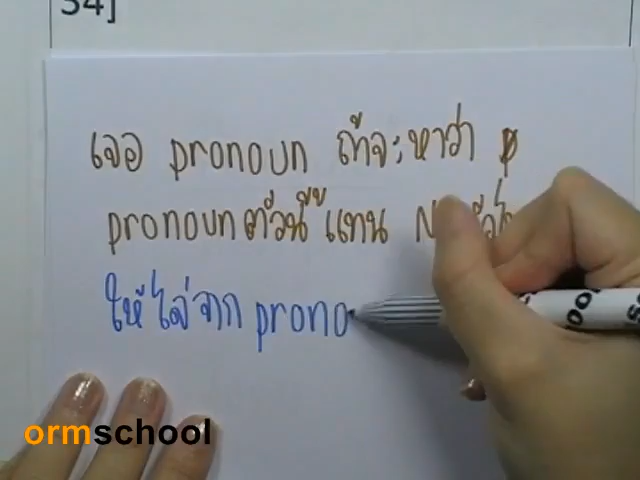 34]
เจอ pronoun ถ้าจะหาว่า
pronoun ตัวนี้ แทน N
ให้ไล่จาก prono
ormschool